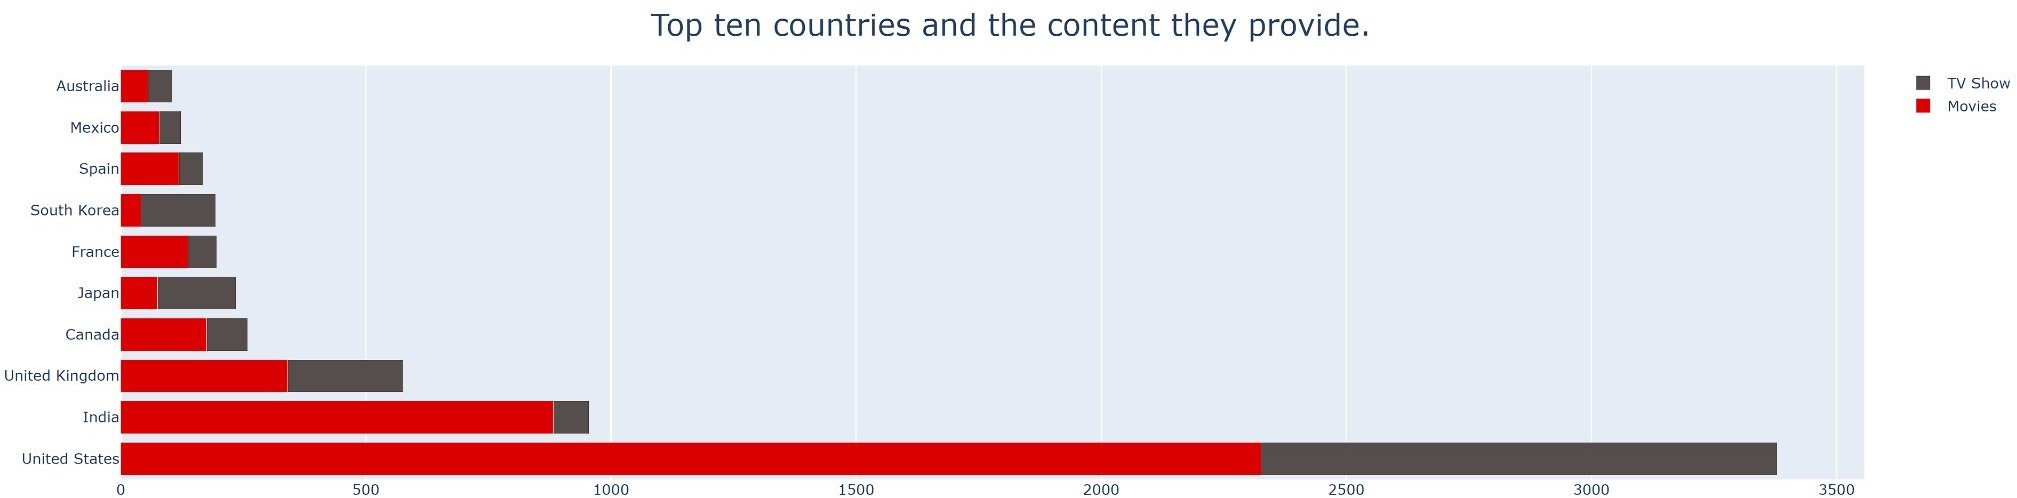 Top ten countries and the content they provide.
Australia
Mexico
Spain
South Korea
France
Japan
Canada
United Kingdom
India
United States
0 500 1000 1500 2000 2500 3000 3500
TV Show
Movies